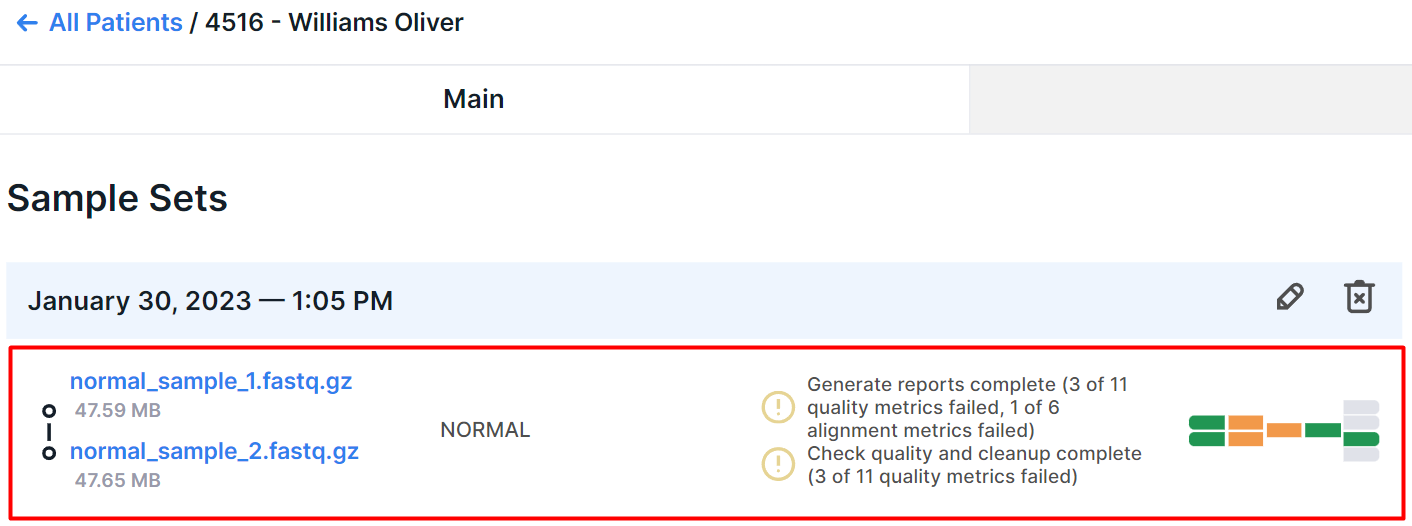 ← All Patients / 4516 - Williams Oliver
Main
Sample Sets
January 30, 2023 — 1:05 PM
normal_sample_1.fastq.gz
47.59 MB
normal_sample_2.fastq.gz
47.65 MB
NORMAL
Generate reports complete (3 of 11
quality metrics failed, 1 of 6
alignment metrics failed)
Check quality and cleanup complete
(3 of 11 quality metrics failed)